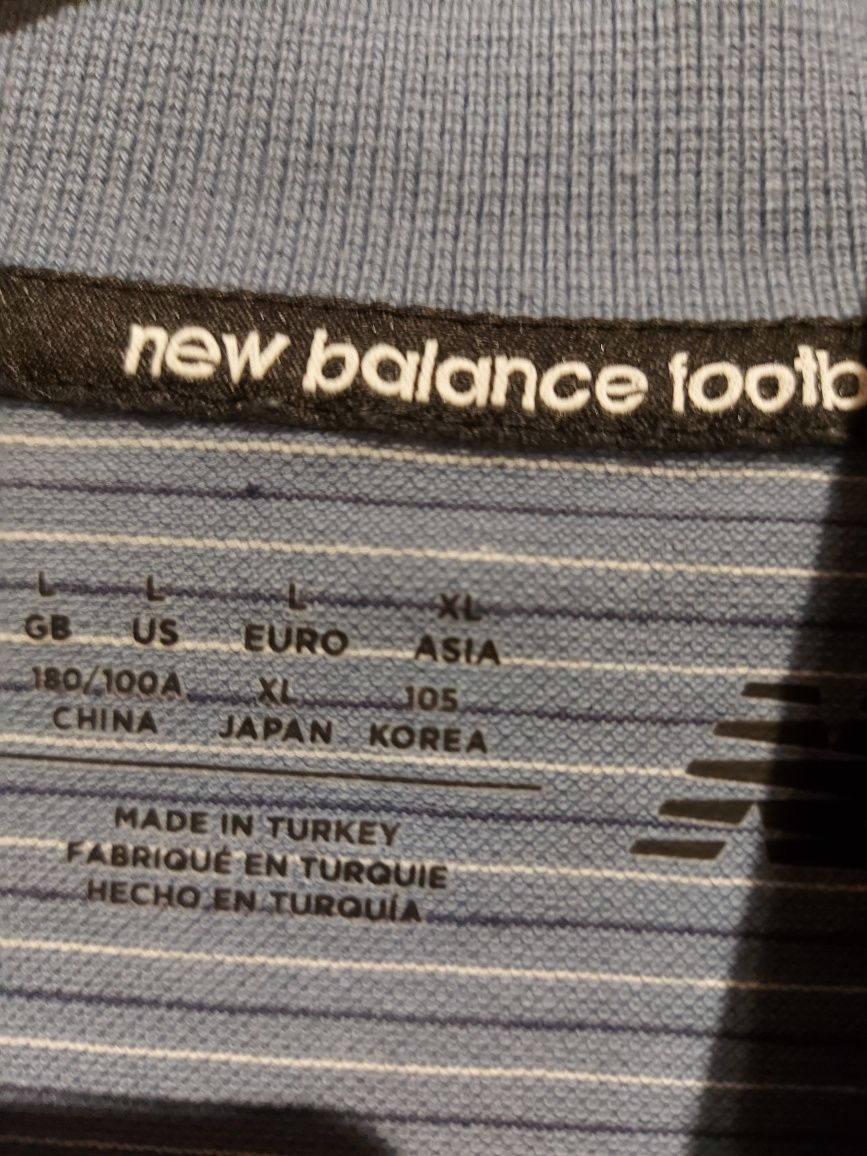 new balance footb
L L L XL
GB US EURO ASIA
180/100A XL 105
CHINA JAPAN KOREA
MADE IN TURKEY
FABRIQUÉ EN TURQUIE
HECHO EN TURQUÍA